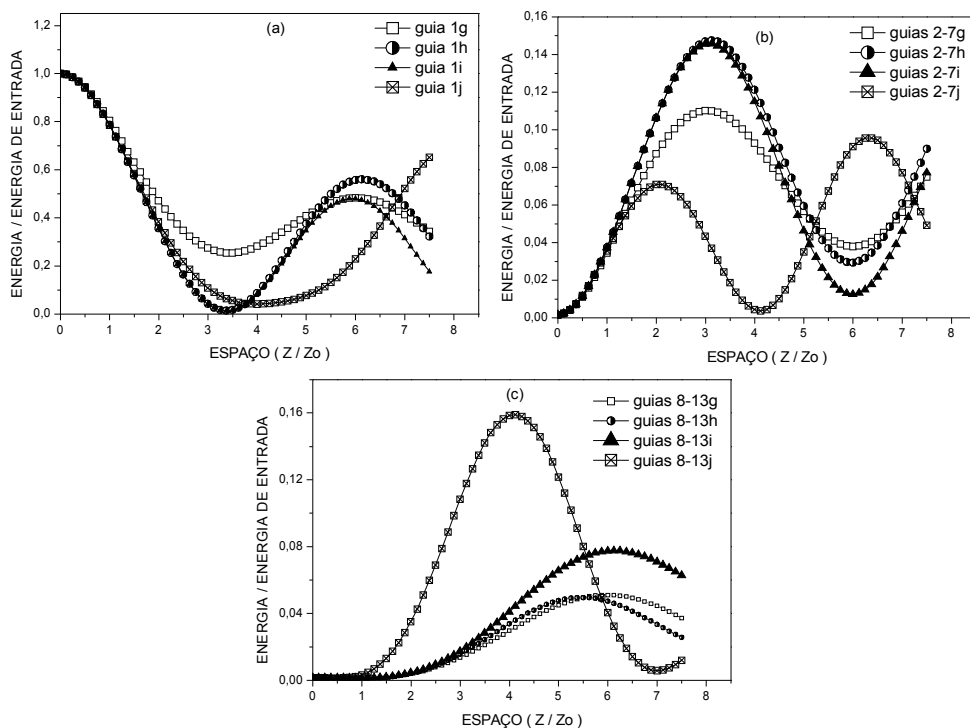 (a)
guia 1g
guia 1h
guia 1i
guia 1j
ENERGIA / ENERGIA DE ENTRADA
1,2
1,0
0,8
0,6
0,4
0,2
0,0
0 1 2 3 4 5 6 7 8
ESPAÇO ( Z / Zo )
(b)
guias 2-7g
guias 2-7h
guias 2-7i
guias 2-7j
ENERGIA / ENERGIA DE ENTRADA
0,16
0,14
0,12
0,10
0,08
0,06
0,04
0,02
0,00
0 1 2 3 4 5 6 7 8
ESPAÇO ( Z / Zo )
(c)
guias 8-13g
guias 8-13h
guias 8-13i
guias 8-13j
ENERGIA / ENERGIA DE ENTRADA
0,16
0,12
0,08
0,04
0,00
0 1 2 3 4 5 6 7 8
ESPAÇO ( Z / Zo )